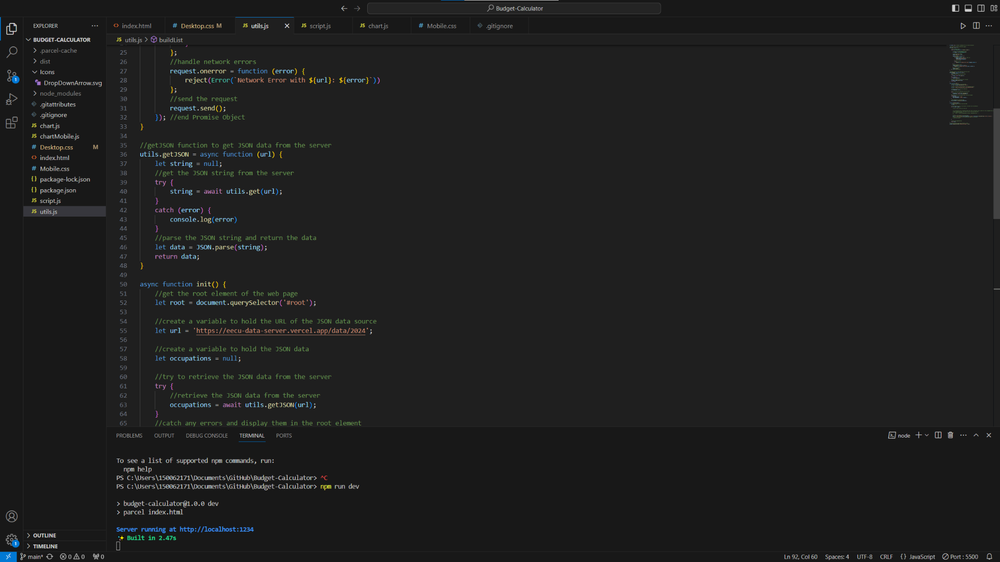 Budget-Calculator
EXPLORER
BUDGET-CALCULATOR
.parcel-cache
dist
Icons
DropDownArrow.svg
node_modules
.gitattributes
.gitignore
JS chart.js
JS chartMobile.js
# Desktop.css M
<> index.html
# Mobile.css
{} package-lock.json
{} package.json
JS script.js
JS utils.js
OUTLINE
TIMELINE
<> index.html
# Desktop.css M
JS utils.js
JS script.js
JS chart.js
# Mobile.css
.gitignore
JS utils.js > buildList
25 };
26 //handle network errors
27 request.onerror = function (error) {
28 reject(Error(`Network Error with ${url}: ${error}`))
29 };
30 //send the request
31 request.send();
32 }); //end Promise Object
33 }
34
35 //getJSON function to get JSON data from the server
36 utils.getJSON = async function (url) {
37 let string = null;
38 //get the JSON string from the server
39 try {
40 string = await utils.get(url);
41 }
42 catch (error) {
43 console.log(error)
44 }
45 //parse the JSON string and return the data
46 let data = JSON.parse(string);
47 return data;
48 }
49
50 async function init() {
51 //get the root element of the web page
52 let root = document.querySelector('#root');
53
54 //create a variable to hold the URL of the JSON data source
55 let url = 'https://eecu-data-server.vercel.app/data/2024';
56
57 //create a variable to hold the JSON data
58 let occupations = null;
59
60 //try to retrieve the JSON data from the server
61 try {
62 //retrieve the JSON data from the server
63 occupations = await utils.getJSON(url);
64 }
65 //catch any errors and display them in the root element
PROBLEMS OUTPUT DEBUG CONSOLE TERMINAL PORTS
node
To see a list of supported npm commands, run:
npm help
PS C:\Users\150062171\Documents\GitHub\Budget-Calculator> ^C
PS C:\Users\150062171\Documents\GitHub\Budget-Calculator> npm run dev
> budget-calculator@1.0.0 dev
> parcel index.html
Server running at http://localhost:1234
✨ Built in 2.47s
main* 0 0 0
Ln 92, Col 60 Spaces: 4 UTF-8 CRLF {} JavaScript Port : 5500